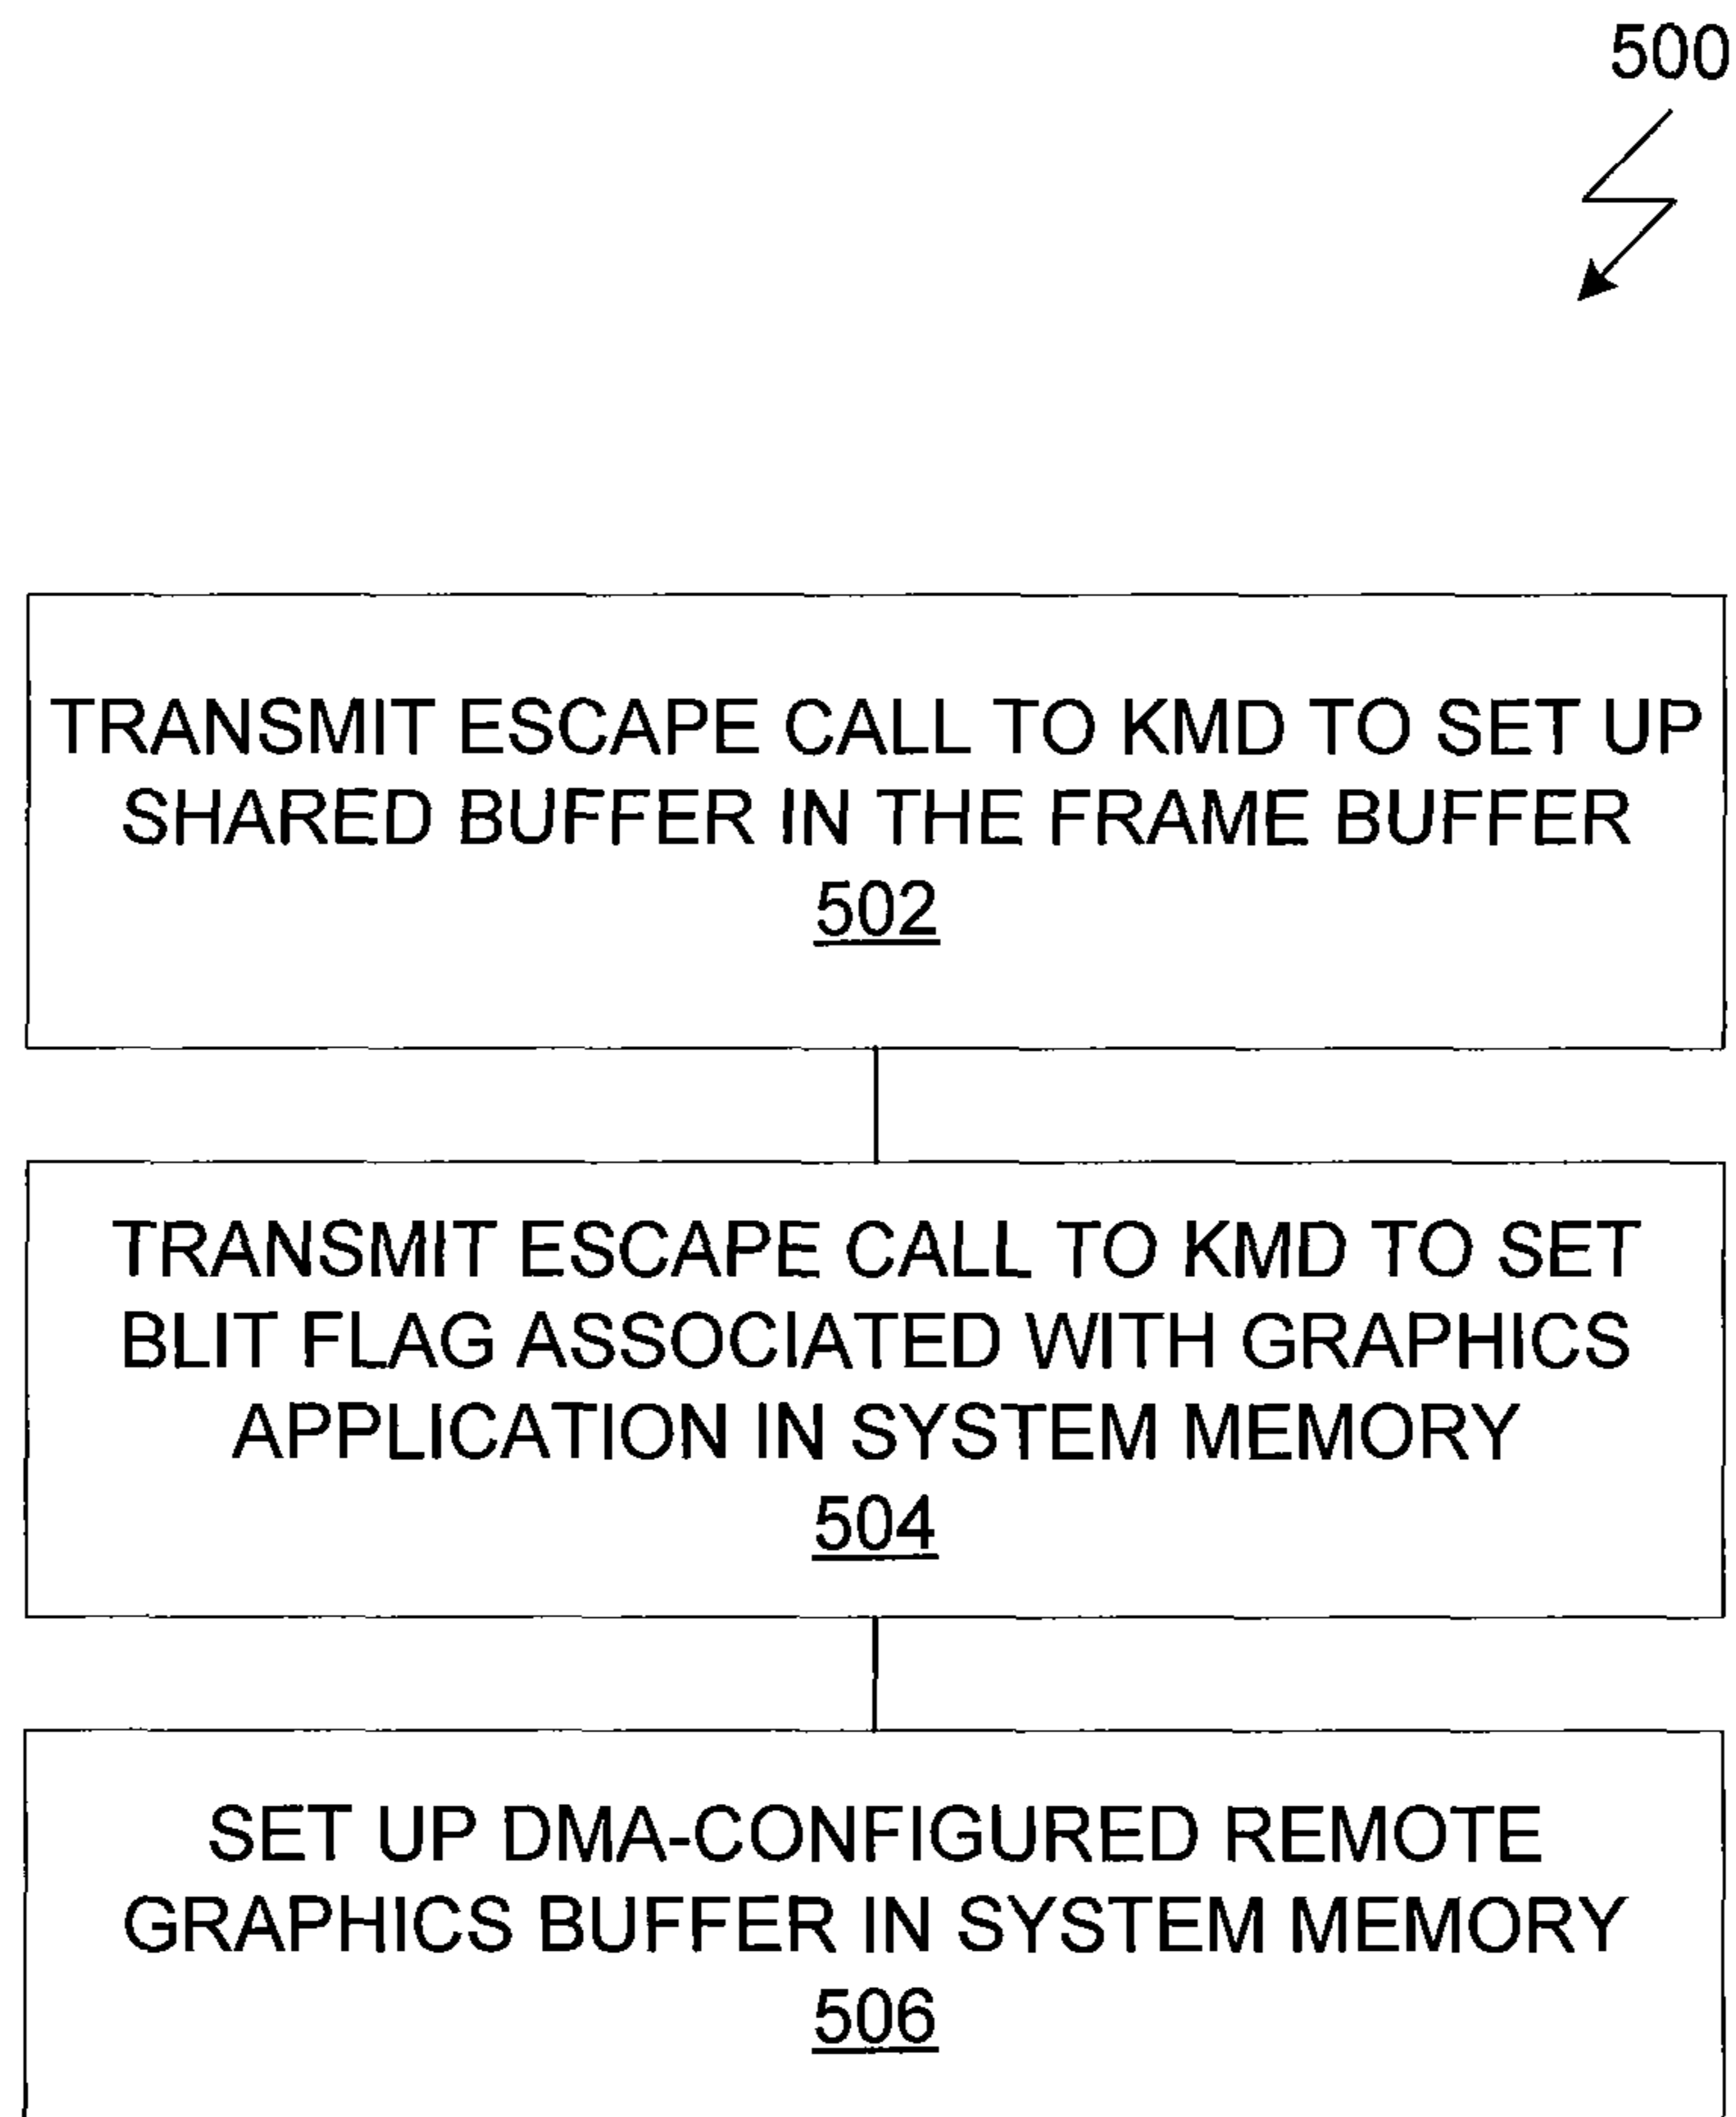 500
TRANSMIT ESCAPE CALL TO KMD TO SET UP
SHARED BUFFER IN THE FRAME BUFFER
502
TRANSMIT ESCAPE CALL TO KMD TO SET
BLIT FLAG ASSOCIATED WITH GRAPHICS
APPLICATION IN SYSTEM MEMORY
504
SET UP DMA-CONFIGURED REMOTE
GRAPHICS BUFFER IN SYSTEM MEMORY
506